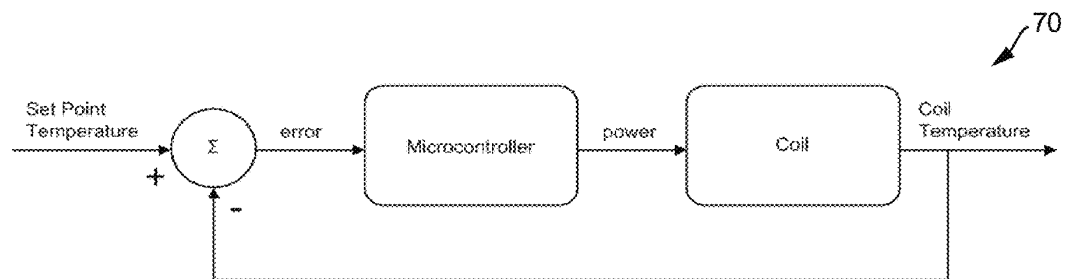 70
Set Point
Temperature
+
Σ
-
error
Microcontroller
power
Coil
Coil
Temperature